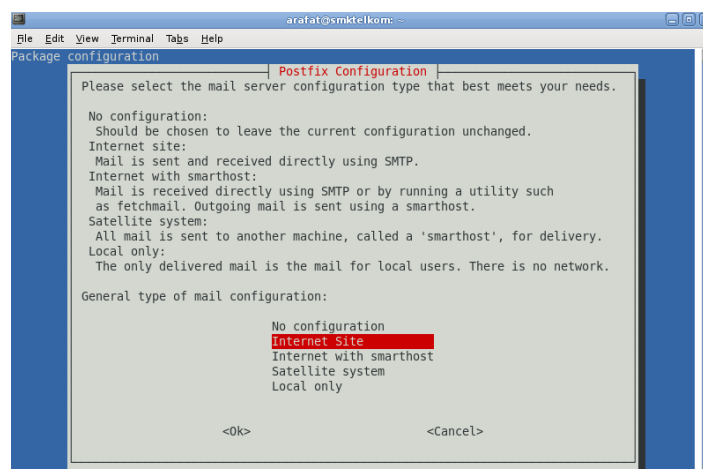 arafat@smktelkom: ~
File Edit View Terminal Tabs Help
Package configuration
Postfix Configuration
Please select the mail server configuration type that best meets your needs.
No configuration:
Should be chosen to leave the current configuration unchanged.
Internet site:
Mail is sent and received directly using SMTP.
Internet with smarthost:
Mail is received directly using SMTP or by running a utility such
as fetchmail. Outgoing mail is sent using a smarthost.
Satellite system:
All mail is sent to another machine, called a 'smarthost', for delivery.
Local only:
The only delivered mail is the mail for local users. There is no network.
General type of mail configuration:
No configuration
Internet Site
Internet with smarthost
Satellite system
Local only
<Ok> <Cancel>